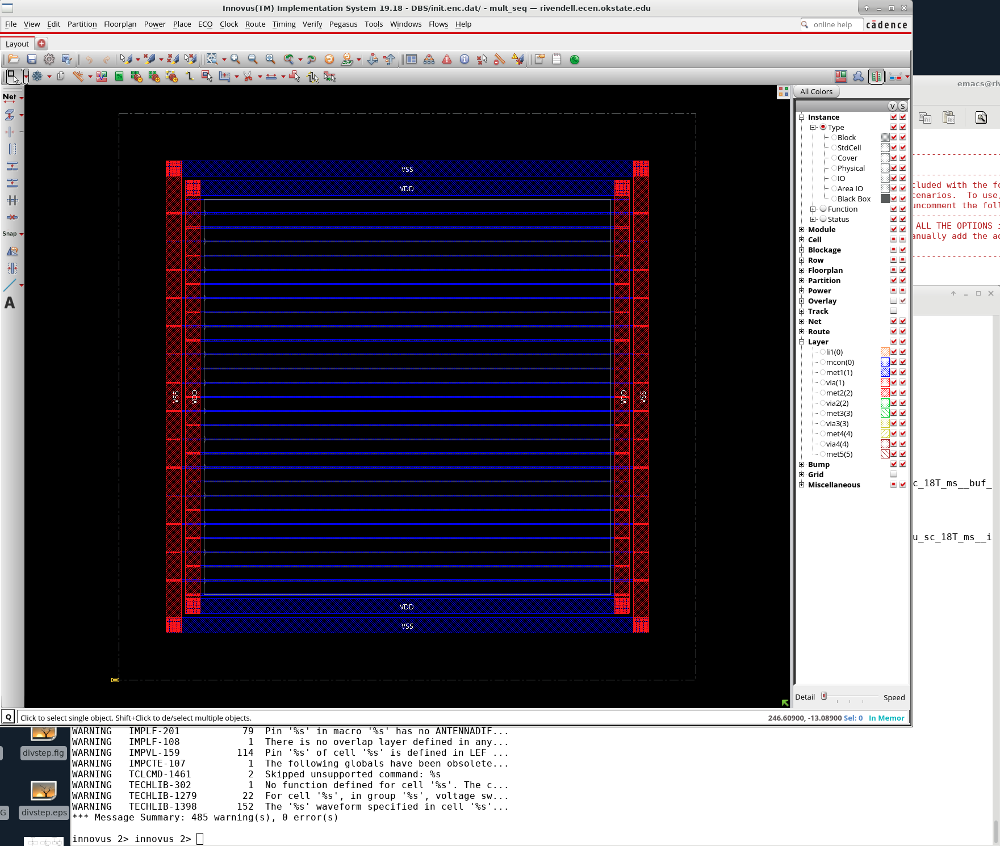 Innovus(TM) Implementation System 19.18 - DBS/init.enc.dat/ - mult_seq — rivendell.ecen.okstate.edu
File View Edit Partition Floorplan Power Place ECO Clock Route Timing Verify Pegasus Tools Windows Flows Help
online help
cādence
Layout
emacs@riv
All Colors
Net
Snap
A
V S
Instance
Type
Block
StdCell
Cover
Physical
IO
Area IO
Black Box
Function
Status
Module
Cell
Blockage
Row
Floorplan
Partition
Power
Overlay
Track
Net
Route
Layer
li1(0)
mcon(0)
met1(1)
via(1)
met2(2)
via2(2)
met3(3)
via3(3)
met4(4)
via4(4)
met5(5)
Bump
Grid
Miscellaneous
VSS
VDD
VSS
VDD
VDD
VSS
VDD
VSS
cluded with the fo
cenarios.  To use,
uncomment the foll
ALL THE OPTIONS i
anually add the ad
c_18T_ms__buf_
u_sc_18T_ms__i
Detail
Speed
Q
Click to select single object. Shift+Click to de/select multiple objects.
246.60900, -13.08900 Sel: 0 In Memor
divstep.fig
G
divstep.eps
WARNING   IMPLF-201           79  Pin '%s' in macro '%s' has no ANTENNADIF...
WARNING   IMPLF-108            1  There is no overlap layer defined in any...
WARNING   IMPVL-159          114  Pin '%s' of cell '%s' is defined in LEF ...
WARNING   IMPCTE-107           1  The following globals have been obsolete...
WARNING   TCLCMD-1461          2  Skipped unsupported command: %s
WARNING   TECHLIB-302          1  No function defined for cell '%s'. The c...
WARNING   TECHLIB-1279        22  For cell '%s', in group '%s', voltage sw...
WARNING   TECHLIB-1398       152  The '%s' waveform specified in cell '%s'...
*** Message Summary: 485 warning(s), 0 error(s)
innovus 2> innovus 2>